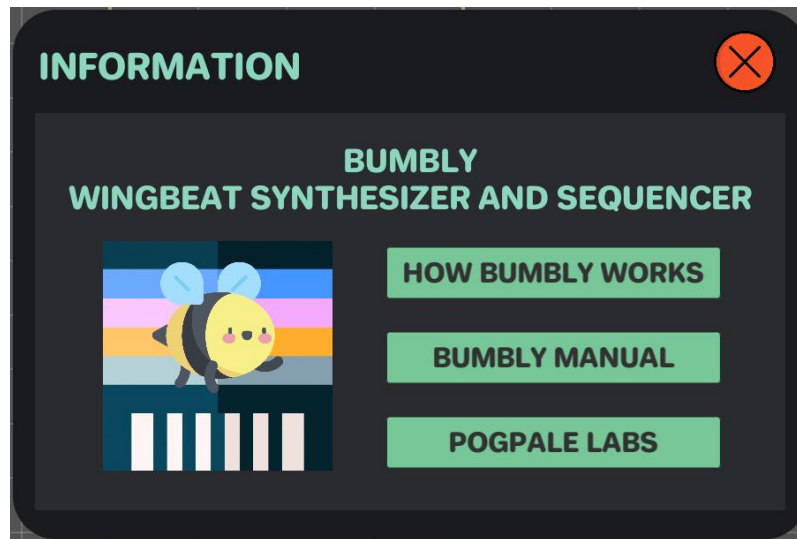 INFORMATION
BUMBLY
WINGBEAT SYNTHESIZER AND SEQUENCER
HOW BUMBLY WORKS
BUMBLY MANUAL
POGPALE LABS